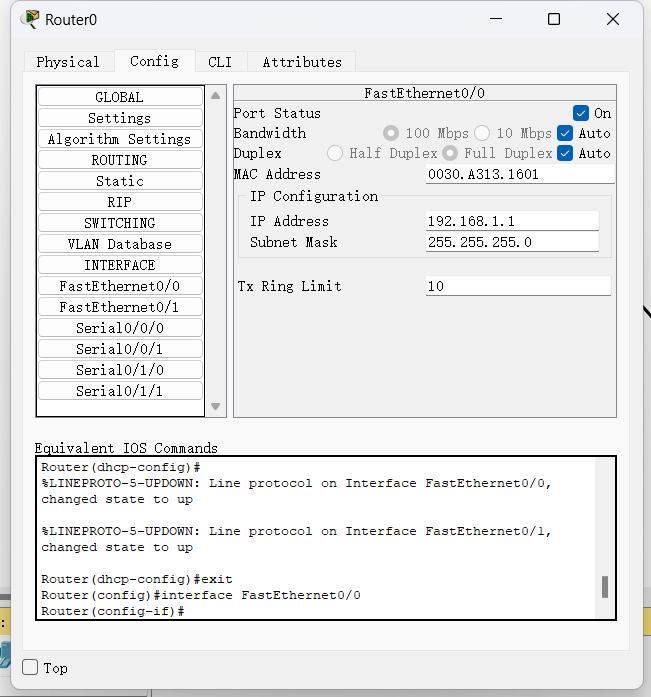 Router0
Physical Config CLI Attributes
GLOBAL
Settings
Algorithm Settings
ROUTING
Static
RIP
SWITCHING
VLAN Database
INTERFACE
FastEthernet0/0
FastEthernet0/1
Serial0/0/0
Serial0/0/1
Serial0/1/0
Serial0/1/1
FastEthernet0/0
Port Status On
Bandwidth 100 Mbps 10 Mbps Auto
Duplex Half Duplex Full Duplex Auto
MAC Address 0030.A313.1601
IP Configuration
IP Address 192.168.1.1
Subnet Mask 255.255.255.0
Tx Ring Limit 10
Equivalent IOS Commands
Router(dhcp-config)#
%LINEPROTO-5-UPDOWN: Line protocol on Interface FastEthernet0/0,
changed state to up
%LINEPROTO-5-UPDOWN: Line protocol on Interface FastEthernet0/1,
changed state to up
Router(dhcp-config)#exit
Router(config)#interface FastEthernet0/0
Router(config-if)#
Top